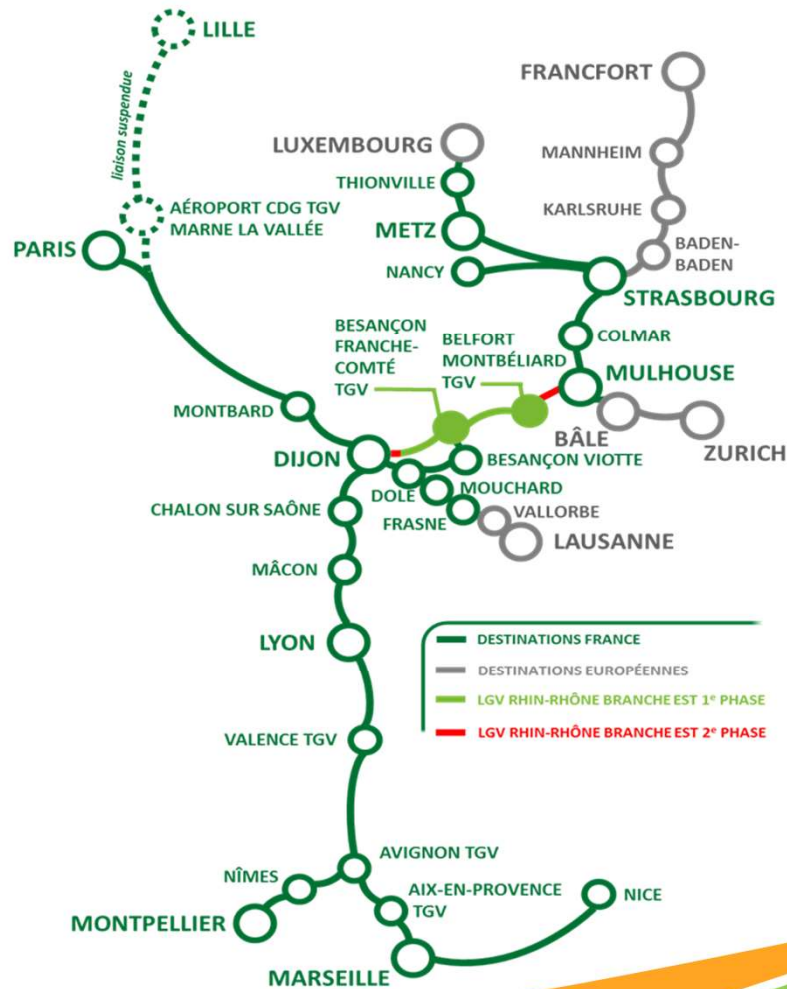 LILLE
liaison suspendue
AÉROPORT CDG TGV
MARNE LA VALLÉE
PARIS
FRANCFORT
LUXEMBOURG
MANNHEIM
THIONVILLE
KARLSRUHE
METZ
BADEN-
BADEN
NANCY
STRASBOURG
BESANÇON
FRANCHE-
COMTÉ
TGV
BELFORT
MONTBÉLIARD
TGV
COLMAR
MULHOUSE
MONTBARD
BÂLE
ZURICH
DIJON
BESANÇON VIOTTE
DOLE
MOUCHARD
CHALON SUR SAÔNE
FRASNE
VALLORBE
LAUSANNE
MÂCON
LYON
DESTINATIONS FRANCE
DESTINATIONS EUROPÉENNES
LGV RHIN-RHÔNE BRANCHE EST 1e PHASE
LGV RHIN-RHÔNE BRANCHE EST 2e PHASE
VALENCE TGV
AVIGNON TGV
NÎMES
AIX-EN-PROVENCE
TGV
NICE
MONTPELLIER
MARSEILLE